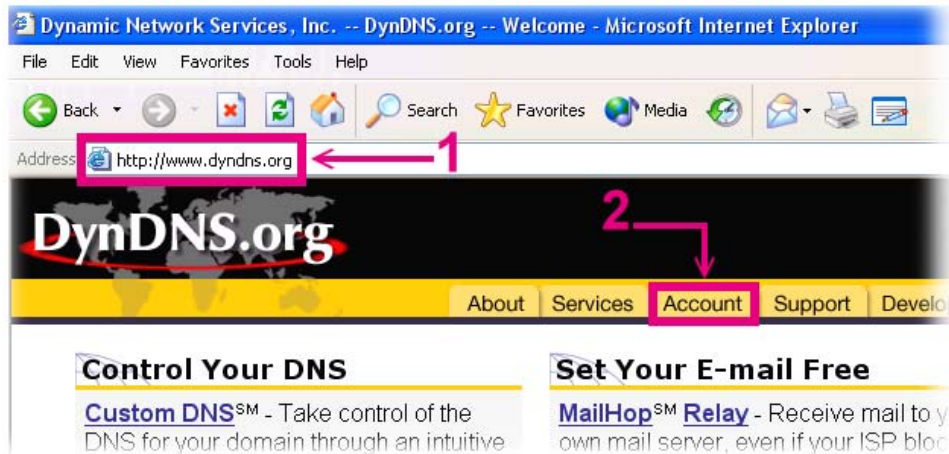 Dynamic Network Services, Inc. -- DynDNS.org -- Welcome - Microsoft Internet Explorer
File Edit View Favorites Tools Help
Back Search Favorites Media
Address http://www.dyndns.org 1
DynDNS.org 2
About Services Account Support Develo
Control Your DNS
Custom DNS℠ - Take control of the
DNS for your domain through an intuitive
Set Your E-mail Free
MailHop℠ Relay - Receive mail to y
own mail server, even if your ISP bloc